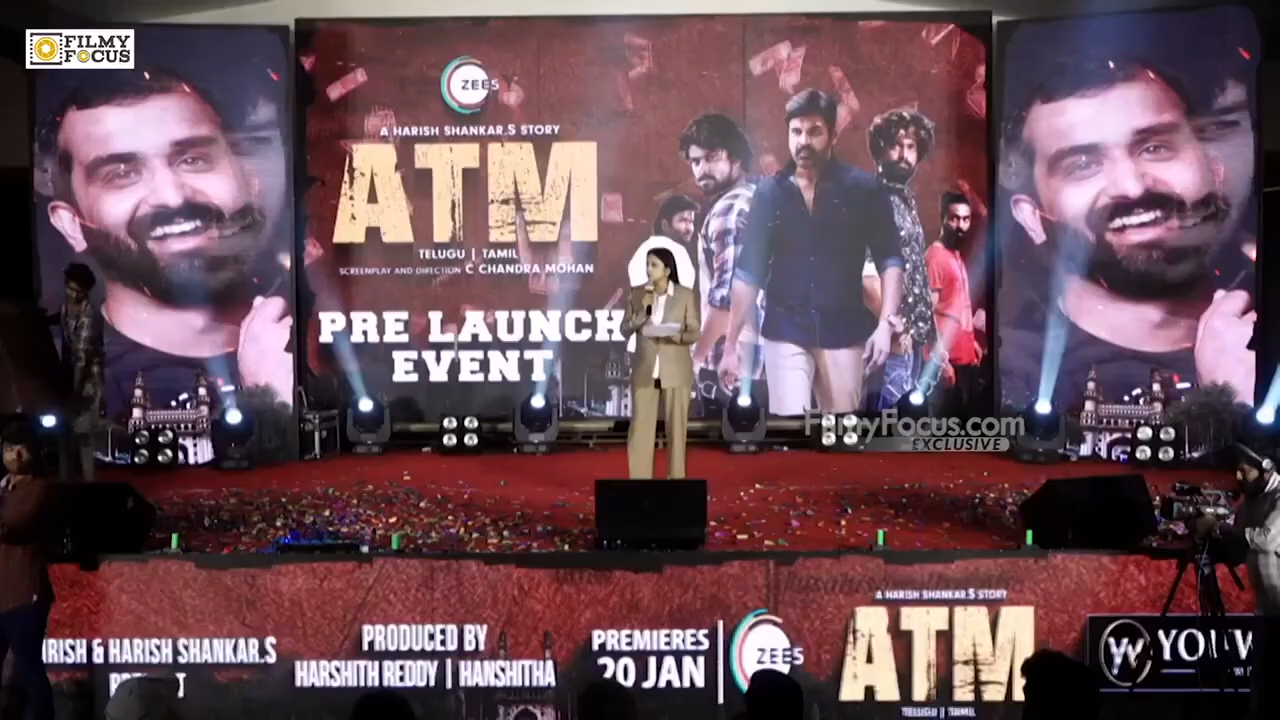 FILMY
FOCUS
ZEE5
A HARISH SHANKAR.S STORY
ATM
TELUGU | TAMIL
SCREENPLAY AND DIRECTION C CHANDRA MOHAN
PRE LAUNCH
EVENT
FilmyFocus.com
EXCLUSIVE
& HARISH SHANKAR.S
PRODUCED BY
HARSHITH REDDY | HANSHITHA
PREMIERES
20 JAN
ZEE5
A HARISH SHANKAR.S STORY
ATM
TELUGU | TAMIL